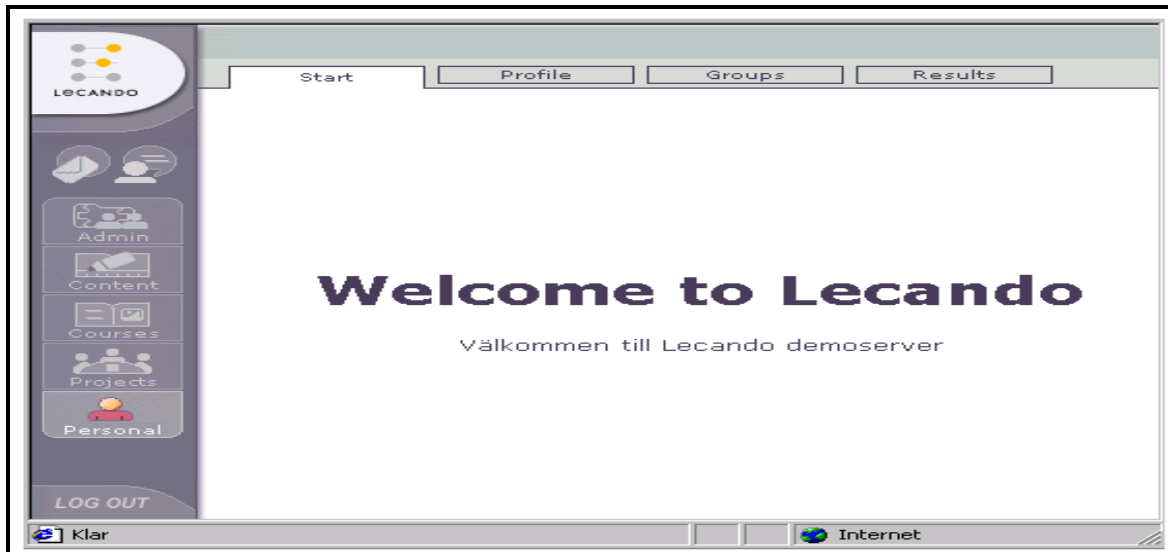 LeCANDO
Start
Profile
Groups
Results
Admin
Content
Courses
Projects
Personal
Welcome to Lecando
Välkommen till Lecando demoserver
LOG OUT
Klar
Internet